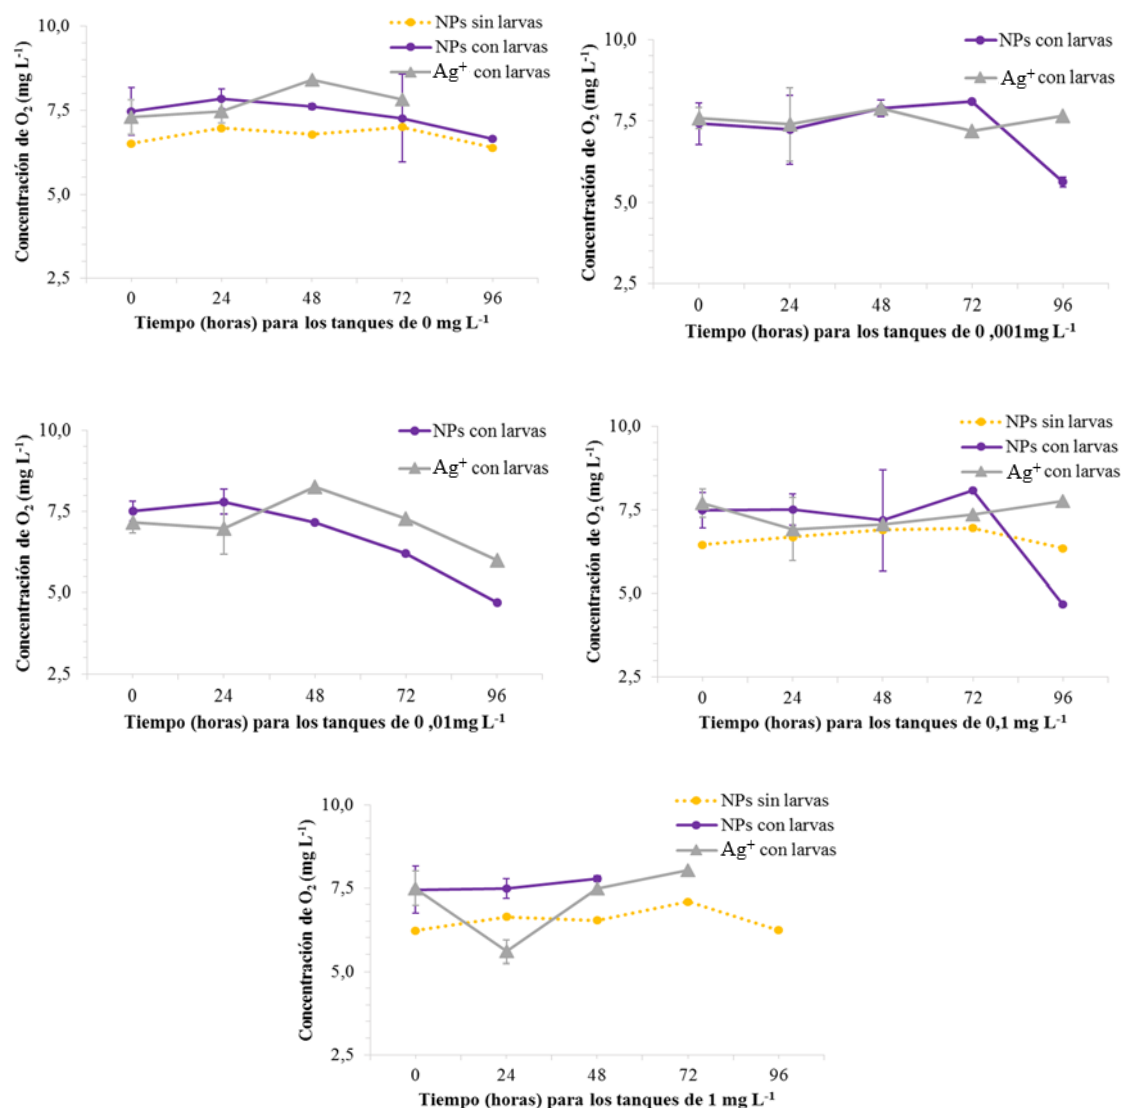 NPs sin larvas
NPs con larvas
Ag⁺ con larvas
10,0
7,5
5,0
2,5
Concentración de O₂ (mg L⁻¹)
0 24 48 72 96
Tiempo (horas) para los tanques de 0 mg L⁻¹
NPs con larvas
Ag⁺ con larvas
10,0
7,5
5,0
2,5
Concentración de O₂ (mg L⁻¹)
0 24 48 72 96
Tiempo (horas) para los tanques de 0 ,001mg L⁻¹
NPs con larvas
Ag⁺ con larvas
10,0
7,5
5,0
2,5
Concentración de O₂ (mg L⁻¹)
0 24 48 72 96
Tiempo (horas) para los tanques de 0 ,01mg L⁻¹
NPs sin larvas
NPs con larvas
Ag⁺ con larvas
10,0
7,5
5,0
2,5
Concentración de O₂ (mg L⁻¹)
0 24 48 72 96
Tiempo (horas) para los tanques de 0,1 mg L⁻¹
NPs sin larvas
NPs con larvas
Ag⁺ con larvas
10,0
7,5
5,0
2,5
Concentración de O₂ (mg L⁻¹)
0 24 48 72 96
Tiempo (horas) para los tanques de 1 mg L⁻¹